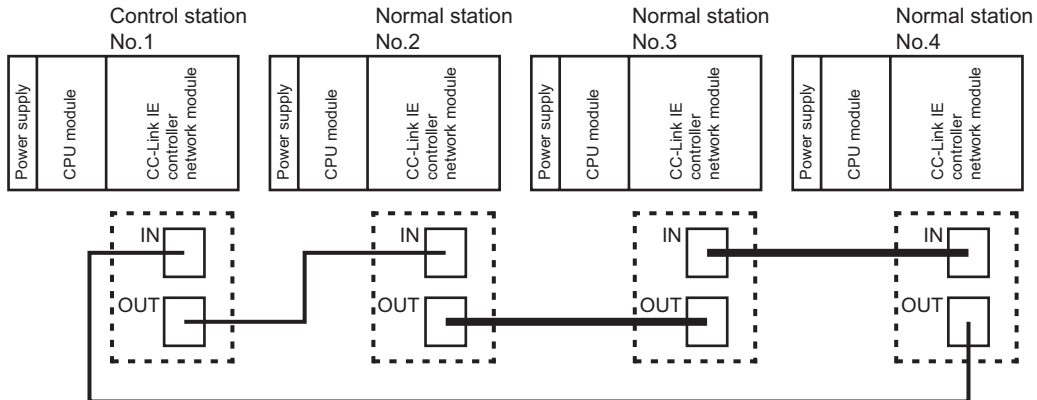 Control station
No.1
Normal station
No.2
Normal station
No.3
Normal station
No.4
Power supply
CPU module
CC-Link IE
controller
network module
Power supply
CPU module
CC-Link IE
controller
network module
Power supply
CPU module
CC-Link IE
controller
network module
Power supply
CPU module
CC-Link IE
controller
network module
IN
IN
IN
IN
OUT
OUT
OUT
OUT